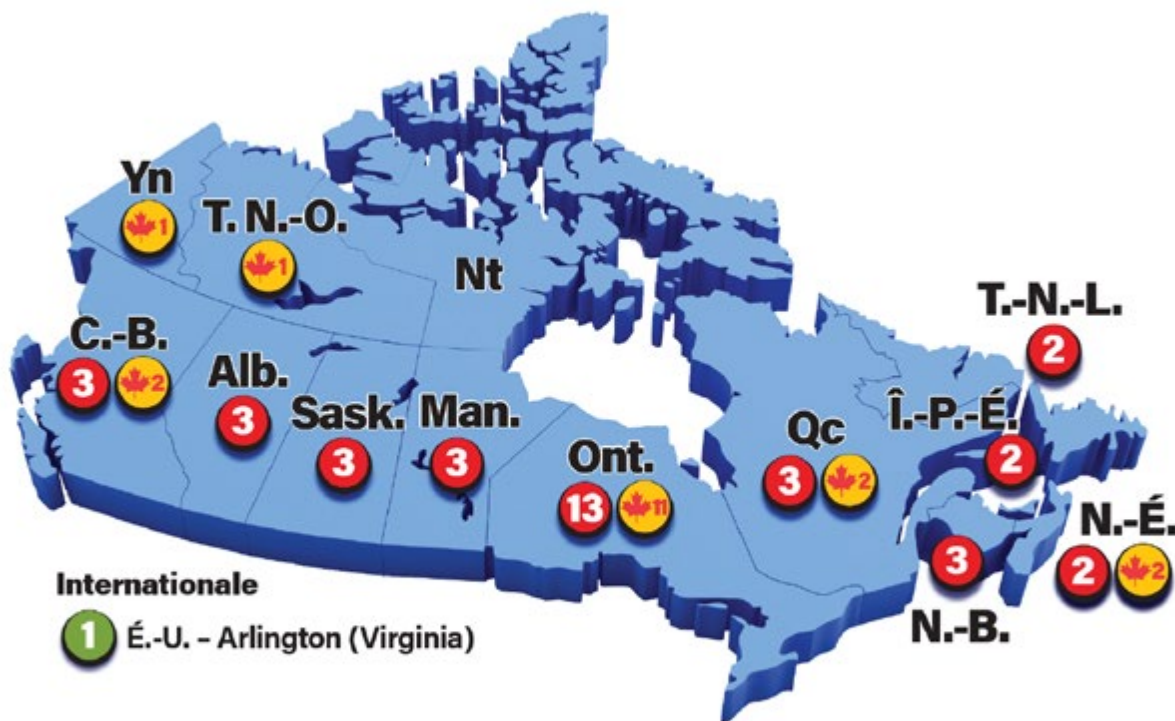 Yn
1
T. N.-O.
1
Nt
C.-B.
3 2
Alb.
3
Sask.
3
Man.
3
Ont.
13 11
Qc
3 2
T.-N.-L.
2
Î.-P.-É.
2
N.-É.
2 2
3
N.-B.
Internationale
1 É.-U. – Arlington (Virginia)